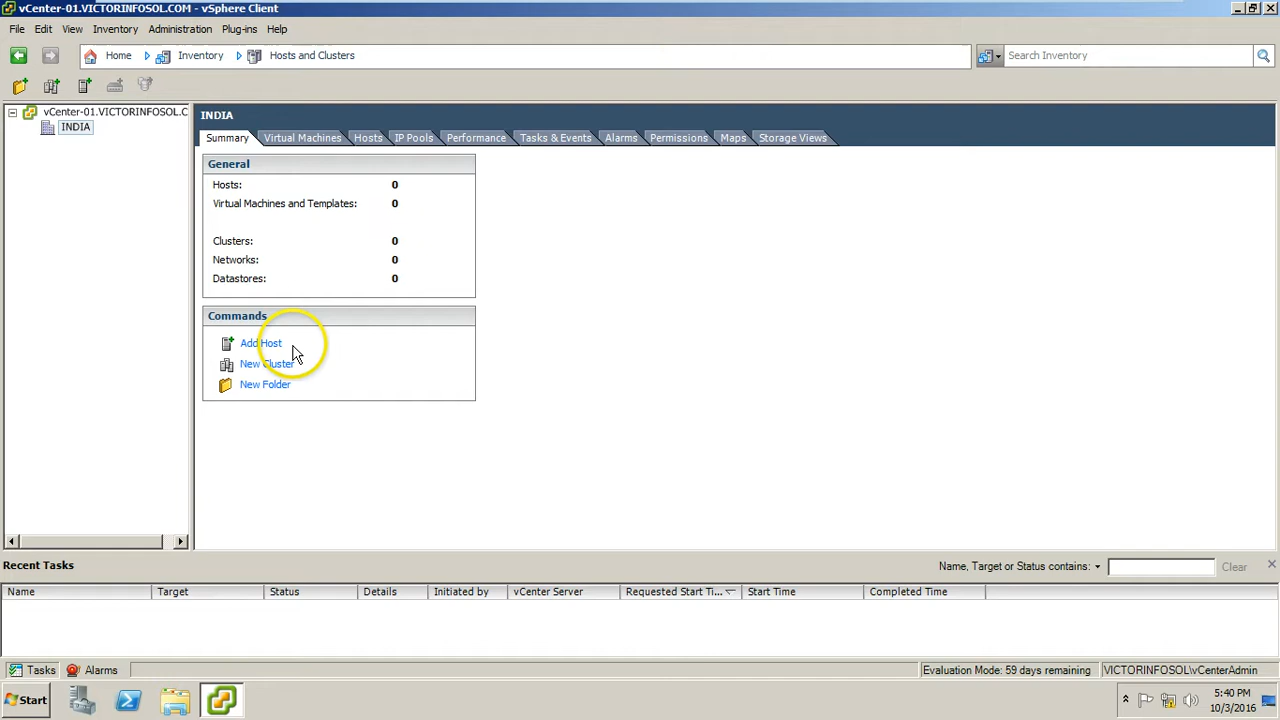 vCenter-01.VICTORINFOSOL.COM - vSphere Client
File Edit View Inventory Administration Plug-ins Help
Home Inventory Hosts and Clusters Search Inventory
vCenter-01.VICTORINFOSOL.C
INDIA
INDIA
Summary Virtual Machines Hosts IP Pools Performance Tasks & Events Alarms Permissions Maps Storage Views
General
Hosts: 0
Virtual Machines and Templates: 0
Clusters: 0
Networks: 0
Datastores: 0
Commands
Add Host
New Cluster
New Folder
Recent Tasks Name, Target or Status contains: Clear
Name Target Status Details Initiated by vCenter Server Requested Start Ti... Start Time Completed Time
Tasks Alarms Evaluation Mode: 59 days remaining VICTORINFOSOL\vCenterAdmin
Start 5:40 PM
10/3/2016